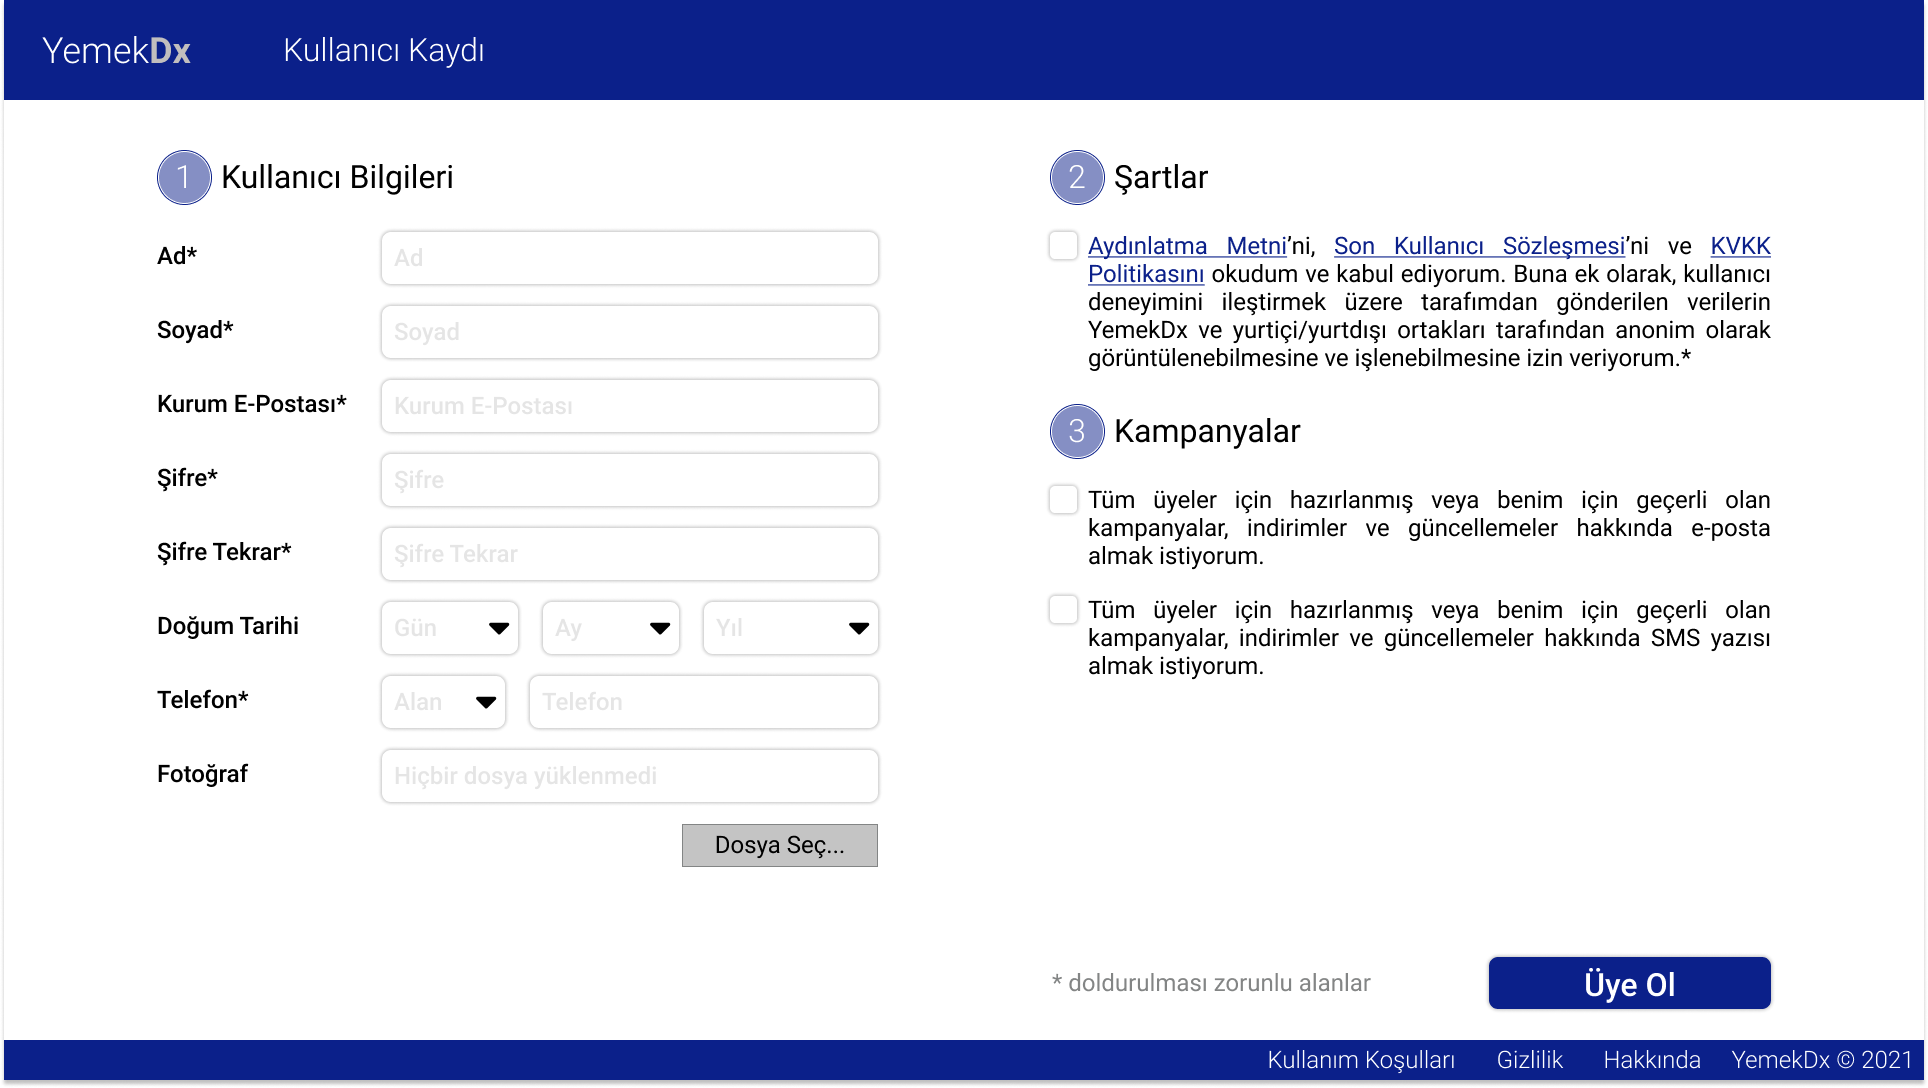 YemekDx
Kullanıcı Kaydı
1 Kullanıcı Bilgileri
Ad*
Ad
Soyad*
Soyad
Kurum E-Postası*
Kurum E-Postası
Şifre*
Şifre
Şifre Tekrar*
Şifre Tekrar
Doğum Tarihi
Gün
Ay
Yıl
Telefon*
Alan
Telefon
Fotoğraf
Hiçbir dosya yüklenmedi
Dosya Seç...
2 Şartlar
Aydınlatma Metni’ni, Son Kullanıcı Sözleşmesi’ni ve KVKK
Politikasını okudum ve kabul ediyorum. Buna ek olarak, kullanıcı
deneyimini ileştirmek üzere tarafımdan gönderilen verilerin
YemekDx ve yurtiçi/yurtdışı ortakları tarafından anonim olarak
görüntülenebilmesine ve işlenebilmesine izin veriyorum.*
3 Kampanyalar
Tüm üyeler için hazırlanmış veya benim için geçerli olan
kampanyalar, indirimler ve güncellemeler hakkında e-posta
almak istiyorum.
Tüm üyeler için hazırlanmış veya benim için geçerli olan
kampanyalar, indirimler ve güncellemeler hakkında SMS yazısı
almak istiyorum.
* doldurulması zorunlu alanlar
Üye Ol
Kullanım Koşulları
Gizlilik
Hakkında
YemekDx © 2021